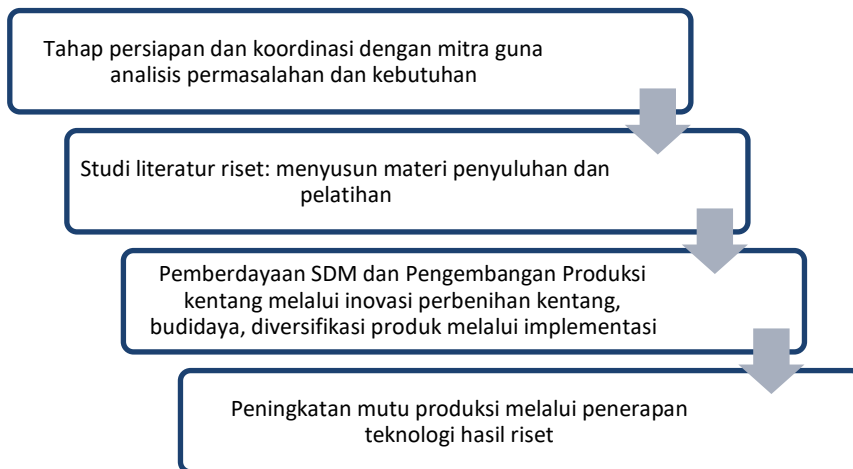 Tahap persiapan dan koordinasi dengan mitra guna
analisis permasalahan dan kebutuhan
Studi literatur riset: menyusun materi penyuluhan dan
pelatihan
Pemberdayaan SDM dan Pengembangan Produksi
kentang melalui inovasi perbenihan kentang,
budidaya, diversifikasi produk melalui implementasi
Peningkatan mutu produksi melalui penerapan
teknologi hasil riset